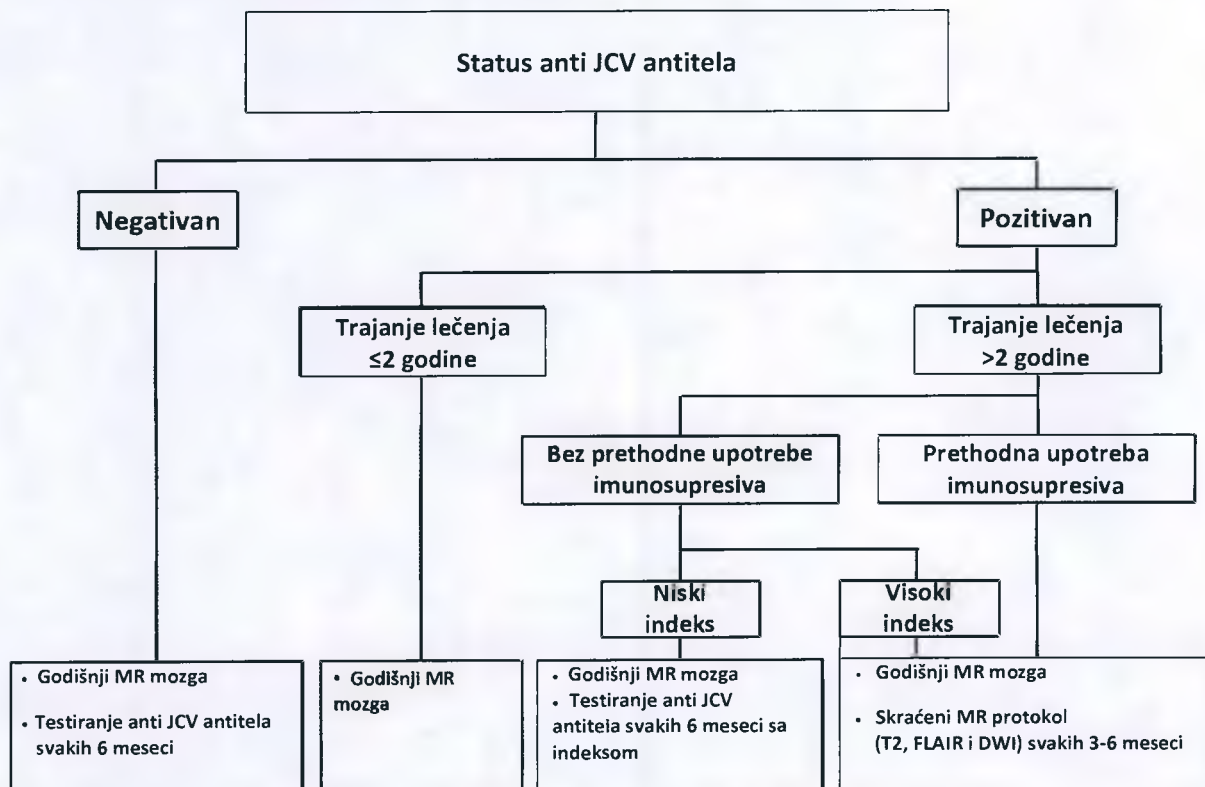 Status anti JCV antitela
Negativan
Pozitivan
Trajanje lečenja
≤2 godine
Trajanje lečenja
>2 godine
Bez prethodne upotrebe
imunosupresiva
Prethodna upotreba
imunosupresiva
Niski
indeks
Visoki
indeks
• Godišnji MR mozga
• Testiranje anti JCV antitela
svakih 6 meseci
• Godišnji MR
mozga
• Godišnji MR mozga
• Testiranje anti JCV
antitela svakih 6 meseci sa
indeksom
• Godišnji MR mozga
• Skraćeni MR protokol
(T2, FLAIR i DWI) svakih 3-6 meseci